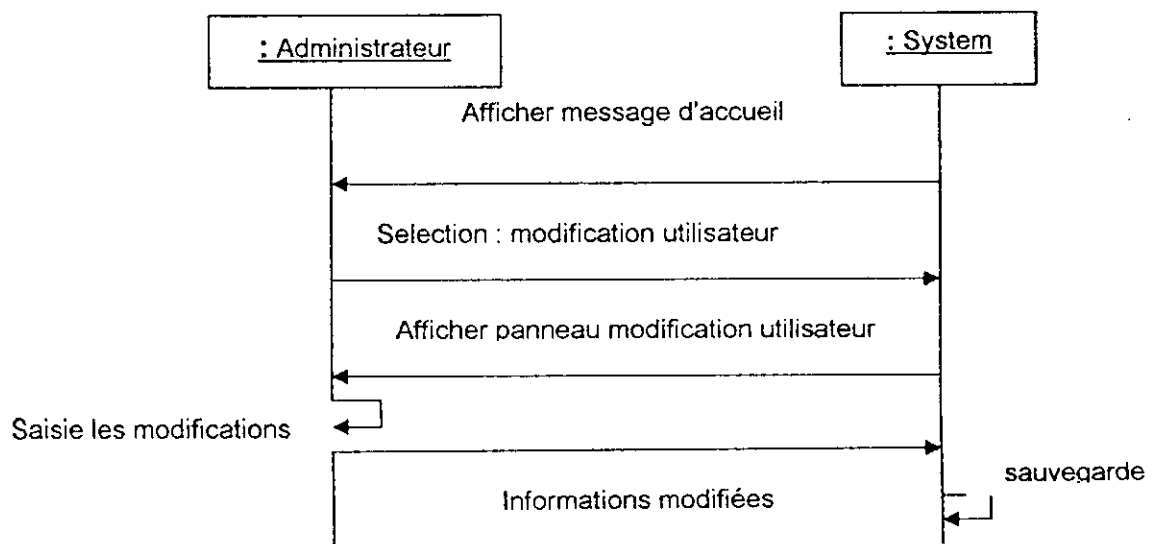 : Administrateur
: System
Afficher message d'accueil
Selection : modification utilisateur
Afficher panneau modification utilisateur
Saisie les modifications
sauvegarde
Informations modifiées